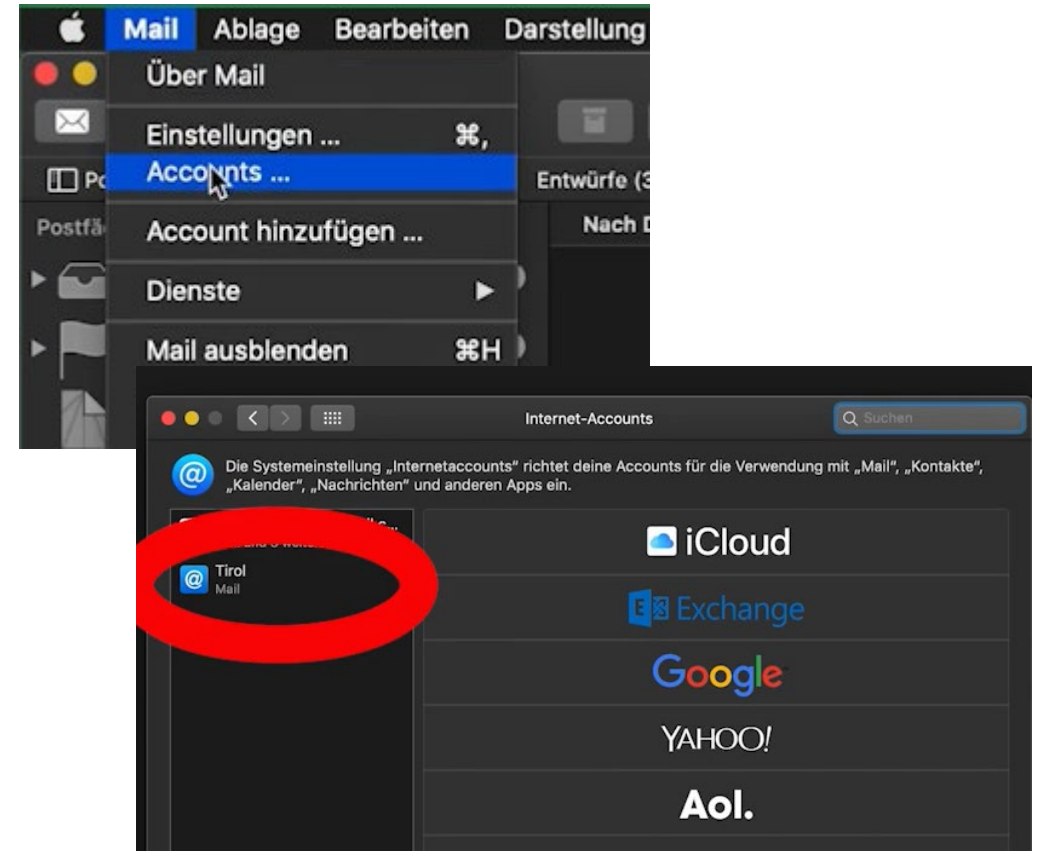 Mail Ablage Bearbeiten Darstellung
Über Mail
Einstellungen ... ⌘,
Accounts ...
Entwürfe (3
Postfä
Account hinzufügen ...
Nach D
Dienste
Mail ausblenden ⌘H
Internet-Accounts
Suchen
Die Systemeinstellung „Internetaccounts“ richtet deine Accounts für die Verwendung mit „Mail“, „Kontakte“,
„Kalender“, „Nachrichten“ und anderen Apps ein.
Tirol
Mail
iCloud
Exchange
Google
YAHOO!
Aol.